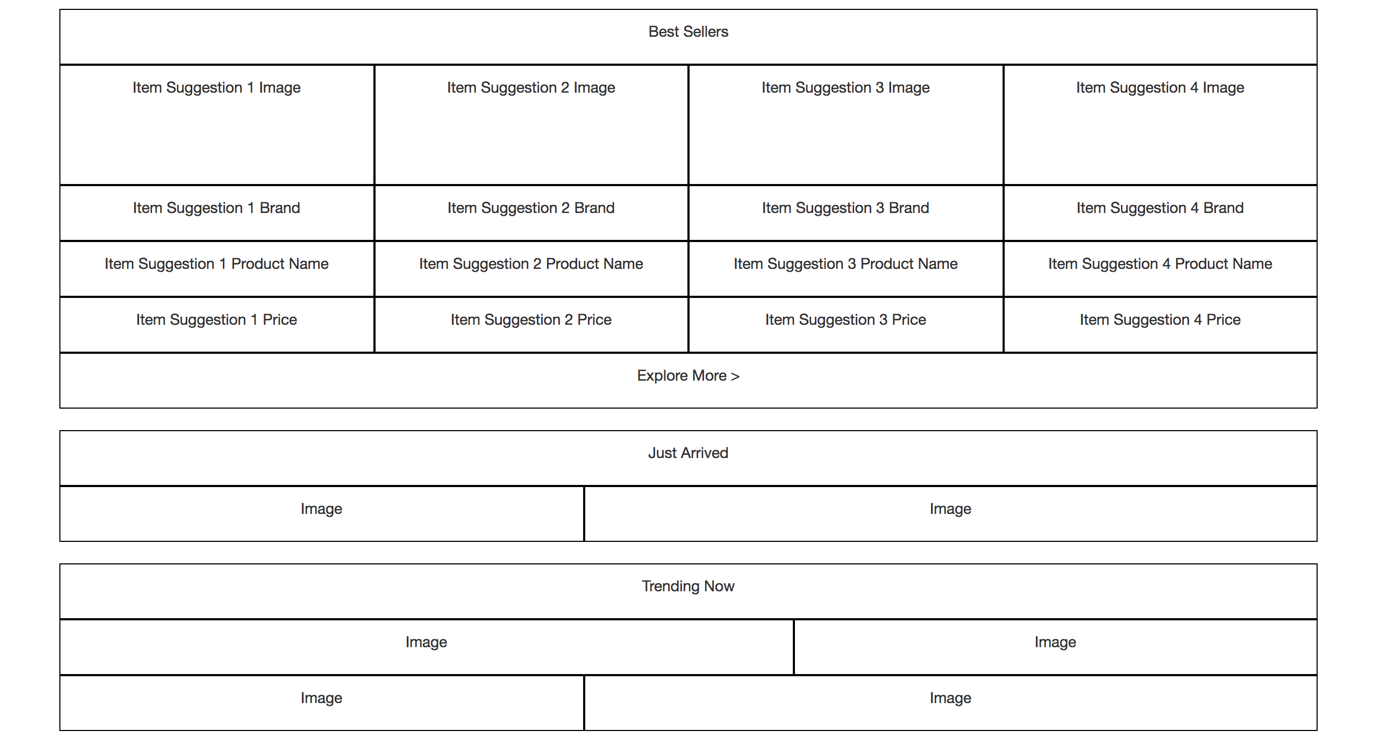 Best Sellers
Item Suggestion 1 Image
Item Suggestion 2 Image
Item Suggestion 3 Image
Item Suggestion 4 Image
Item Suggestion 1 Brand
Item Suggestion 2 Brand
Item Suggestion 3 Brand
Item Suggestion 4 Brand
Item Suggestion 1 Product Name
Item Suggestion 2 Product Name
Item Suggestion 3 Product Name
Item Suggestion 4 Product Name
Item Suggestion 1 Price
Item Suggestion 2 Price
Item Suggestion 3 Price
Item Suggestion 4 Price
Explore More >
Just Arrived
Image
Image
Trending Now
Image
Image
Image
Image